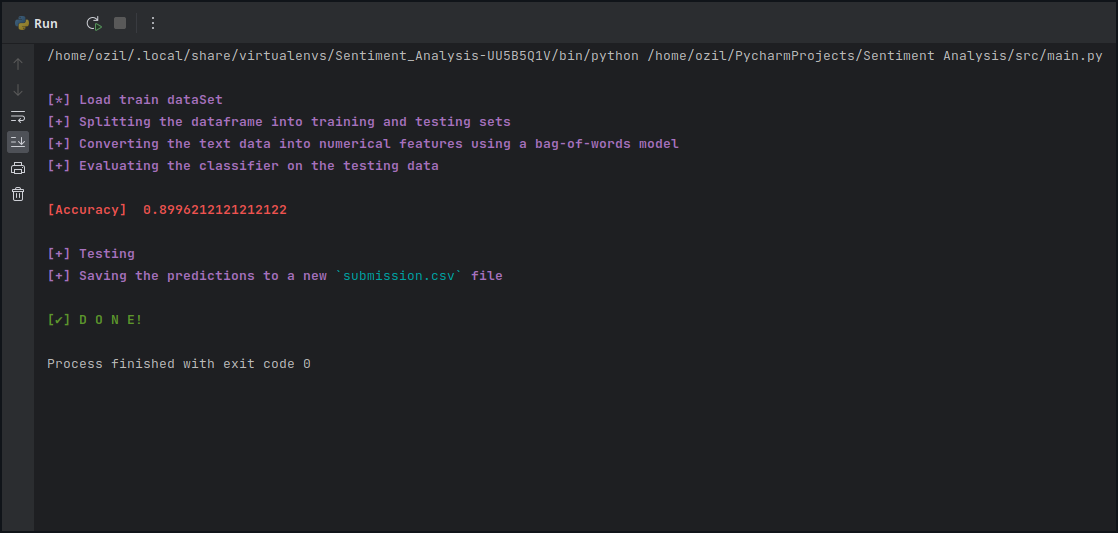 Run
/home/ozil/.local/share/virtualenvs/Sentiment_Analysis-UU5B5Q1V/bin/python /home/ozil/PycharmProjects/Sentiment Analysis/src/main.py
[*] Load train dataSet
[+] Splitting the dataframe into training and testing sets
[+] Converting the text data into numerical features using a bag-of-words model
[+] Evaluating the classifier on the testing data
[Accuracy]  0.8996212121212122
[+] Testing
[+] Saving the predictions to a new `submission.csv` file
[✔] D O N E!
Process finished with exit code 0